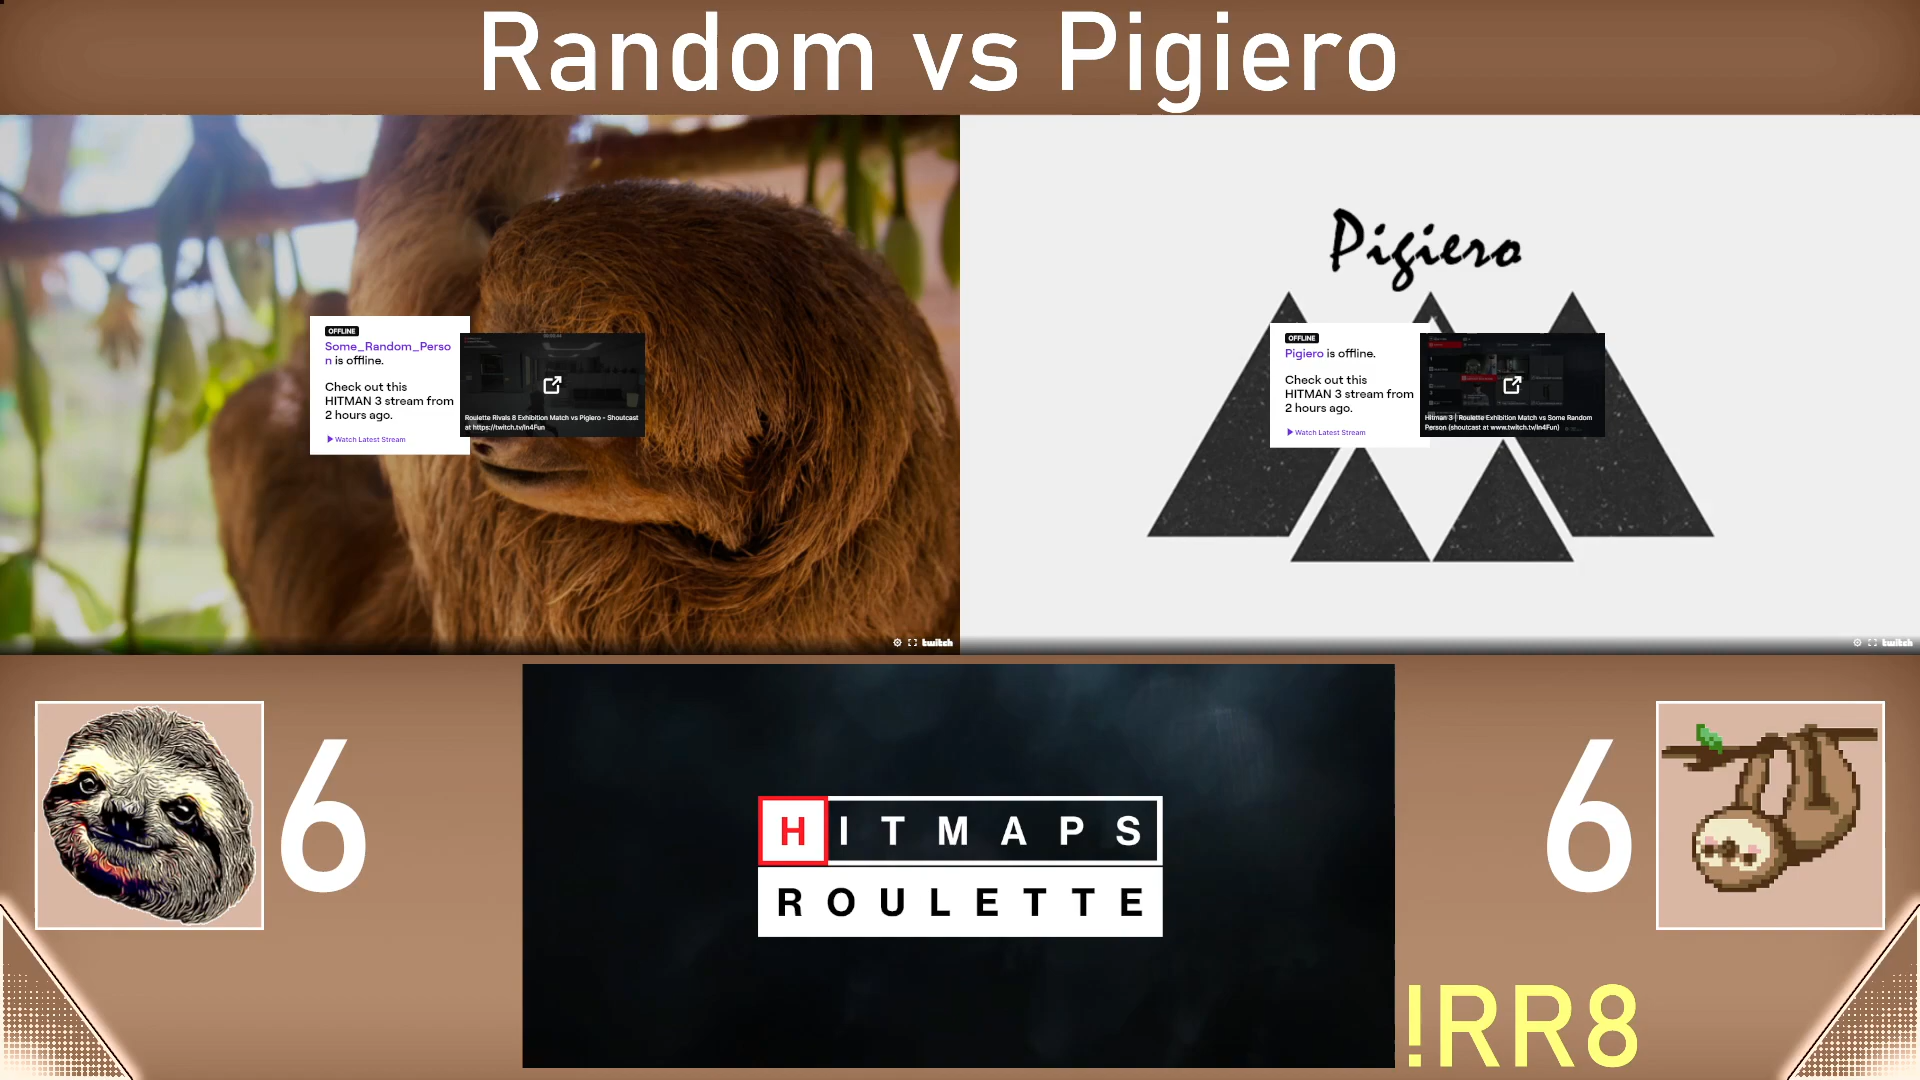 Random vs Pigiero
OFFLINE
Some_Random_Perso
n is offline.
Check out this
HITMAN 3 stream from
2 hours ago.
Watch Latest Stream
Roulette Rivals 8 Exhibition Match vs Pigiero - Shoutcast
at https://twitch.tv/In4Fun
twitch
Pigiero
OFFLINE
Pigiero is offline.
Check out this
HITMAN 3 stream from
2 hours ago.
Watch Latest Stream
Hitman 3 | Roulette Exhibition Match vs Some Random
Person (shoutcast at www.twitch.tv/In4Fun)
twitch
6
HITMAPS
ROULETTE
6
!RR8